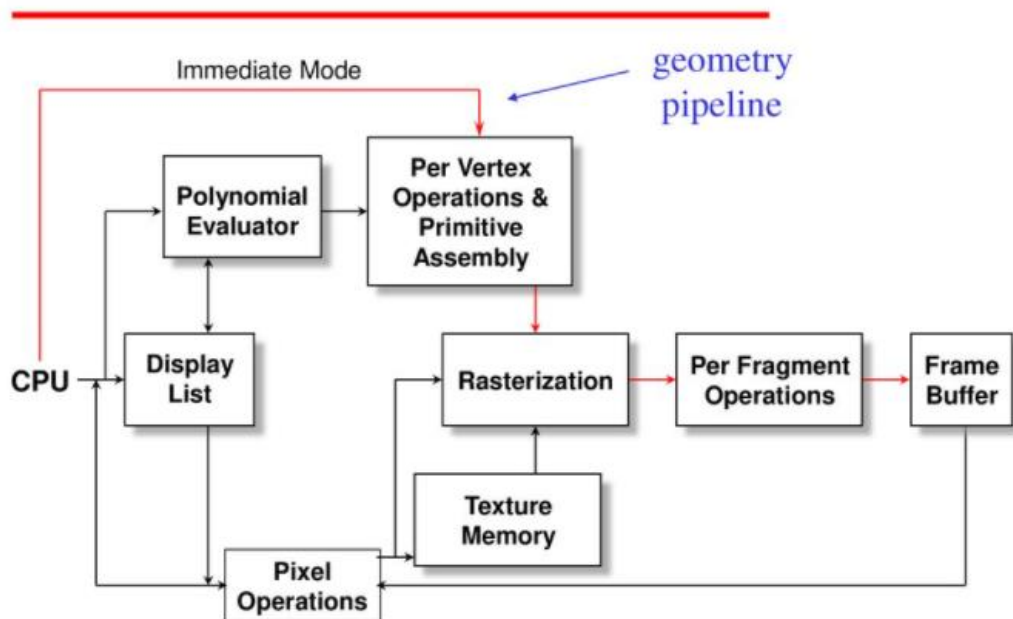 Immediate Mode
geometry
pipeline
Polynomial
Evaluator
Per Vertex
Operations &
Primitive
Assembly
CPU
Display
List
Rasterization
Per Fragment
Operations
Frame
Buffer
Texture
Memory
Pixel
Operations